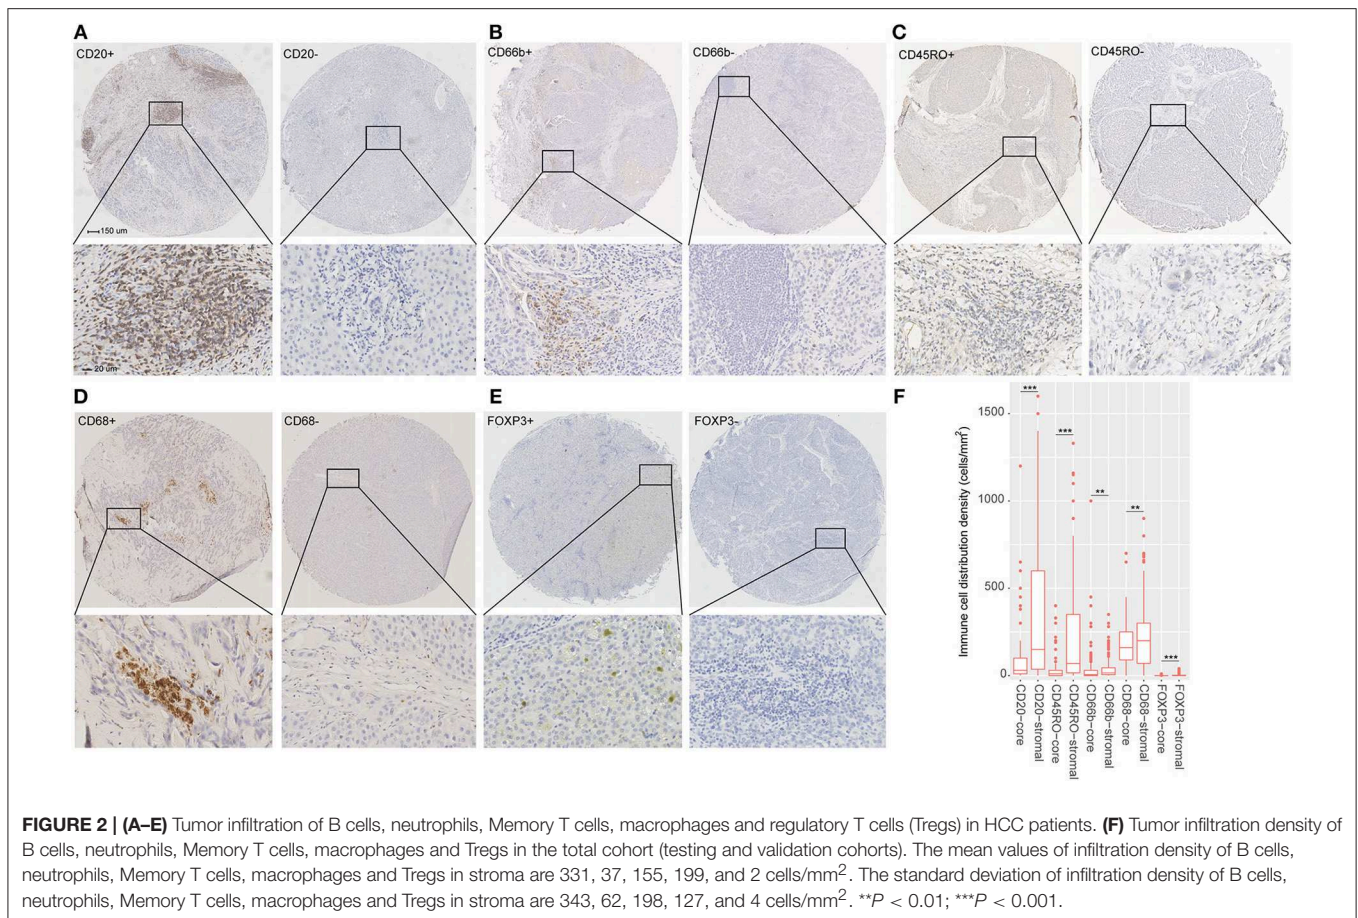 A
CD20+
CD20-
150 um
20 um
B
CD66b+
CD66b-
C
CD45RO+
CD45RO-
D
CD68+
CD68-
E
FOXP3+
FOXP3-
F
Immune cell distribution density (cells/mm²)
1500
1000
500
0
***
***
**
**
***
CD20-core
CD20-stromal
CD45RO-core
CD45RO-stromal
CD66b-core
CD66b-stromal
CD68-core
CD68-stromal
FOXP3-core
FOXP3-stromal
FIGURE 2 | (A–E) Tumor infiltration of B cells, neutrophils, Memory T cells, macrophages and regulatory T cells (Tregs) in HCC patients. (F) Tumor infiltration density of
B cells, neutrophils, Memory T cells, macrophages and Tregs in the total cohort (testing and validation cohorts). The mean values of infiltration density of B cells,
neutrophils, Memory T cells, macrophages and Tregs in stroma are 331, 37, 155, 199, and 2 cells/mm². The standard deviation of infiltration density of B cells,
neutrophils, Memory T cells, macrophages and Tregs in stroma are 343, 62, 198, 127, and 4 cells/mm². **P < 0.01; ***P < 0.001.